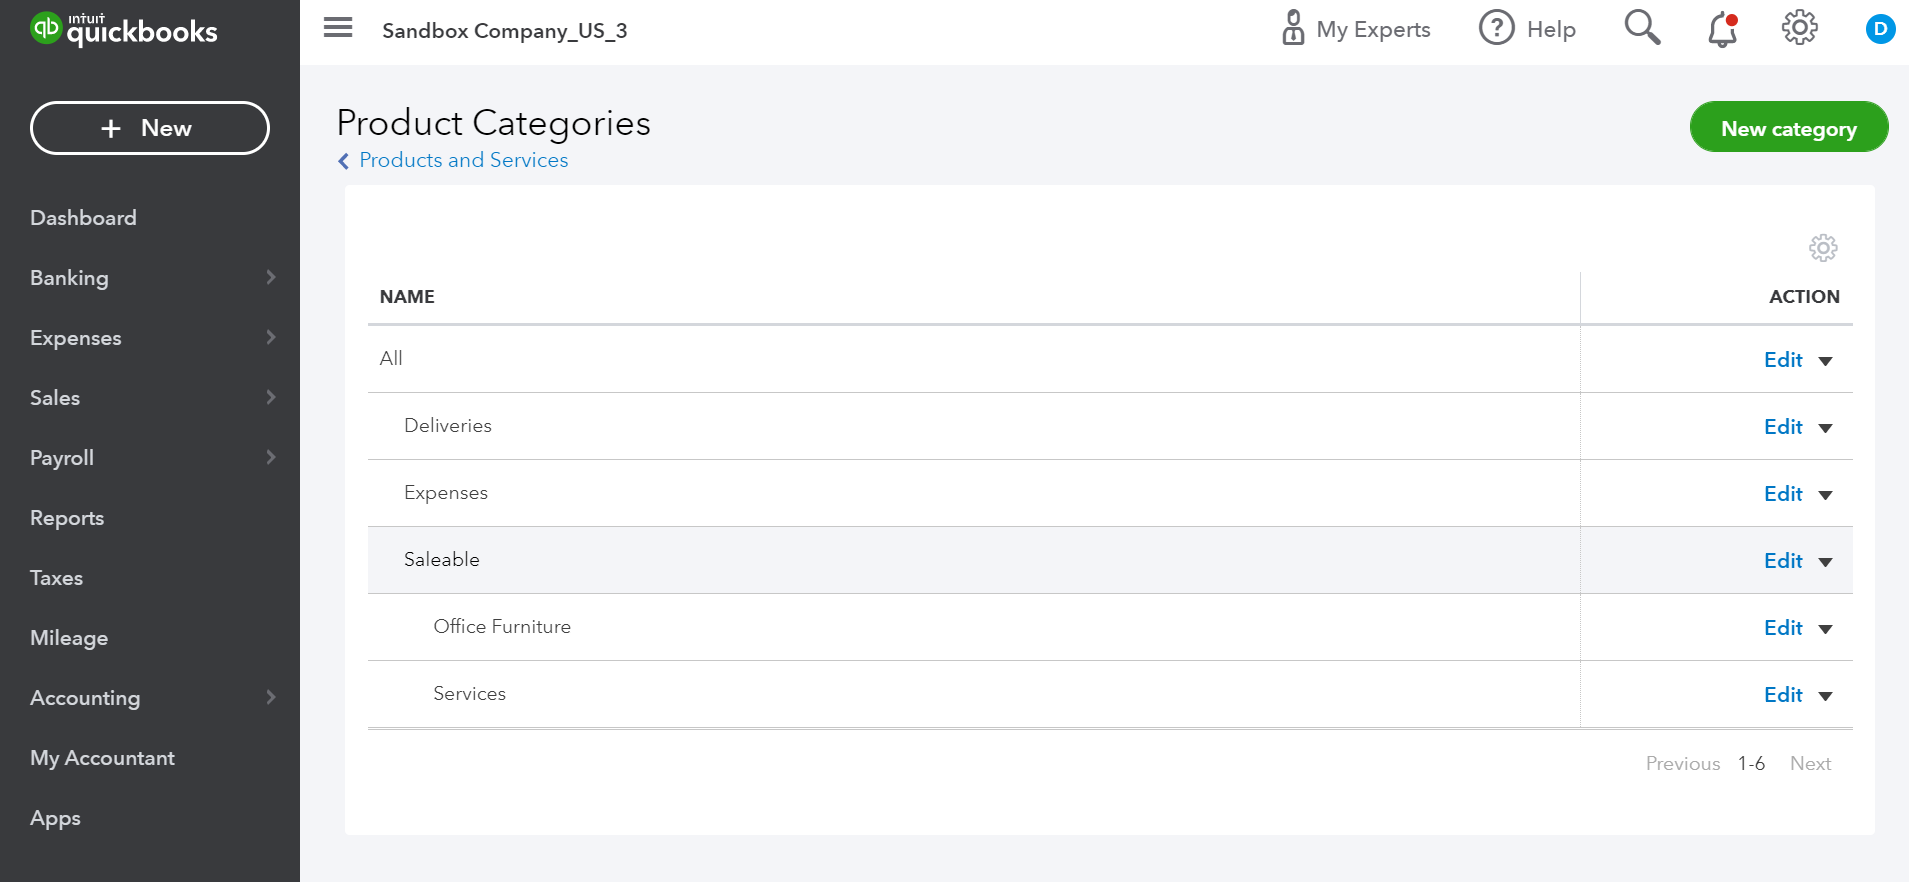 intuit
quickbooks
Sandbox Company_US_3
My Experts
Help
D
+ New
Dashboard
Banking
Expenses
Sales
Payroll
Reports
Taxes
Mileage
Accounting
My Accountant
Apps
Product Categories
New category
Products and Services
NAME ACTION
All Edit
Deliveries Edit
Expenses Edit
Saleable Edit
Office Furniture Edit
Services Edit
Previous 1-6 Next